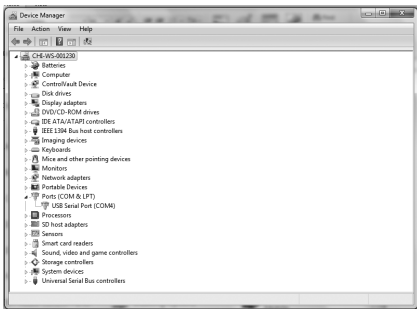 Device Manager
File Action View Help
CHI-WS-001230
Batteries
Computer
ControlVault Device
Disk drives
Display adapters
DVD/CD-ROM drives
IDE ATA/ATAPI controllers
IEEE 1394 Bus host controllers
Imaging devices
Keyboards
Mice and other pointing devices
Monitors
Network adapters
Portable Devices
Ports (COM & LPT)
USB Serial Port (COM4)
Processors
SD host adapters
Sensors
Smart card readers
Sound, video and game controllers
Storage controllers
System devices
Universal Serial Bus controllers